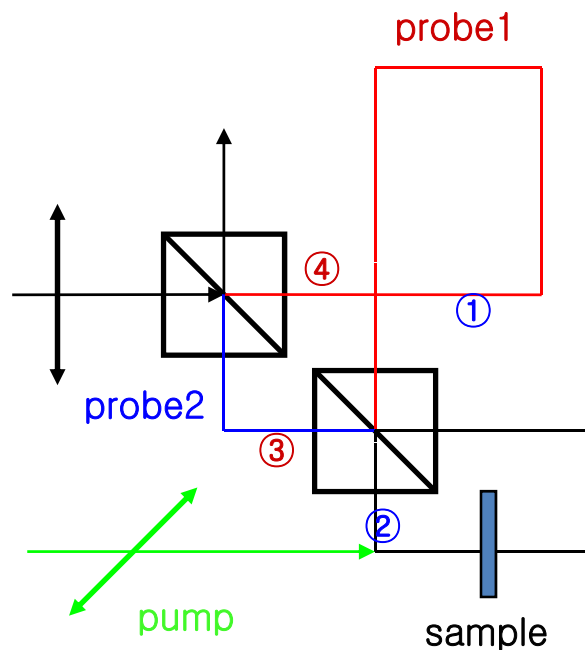 probe1
④
①
probe2
③
②
pump
sample